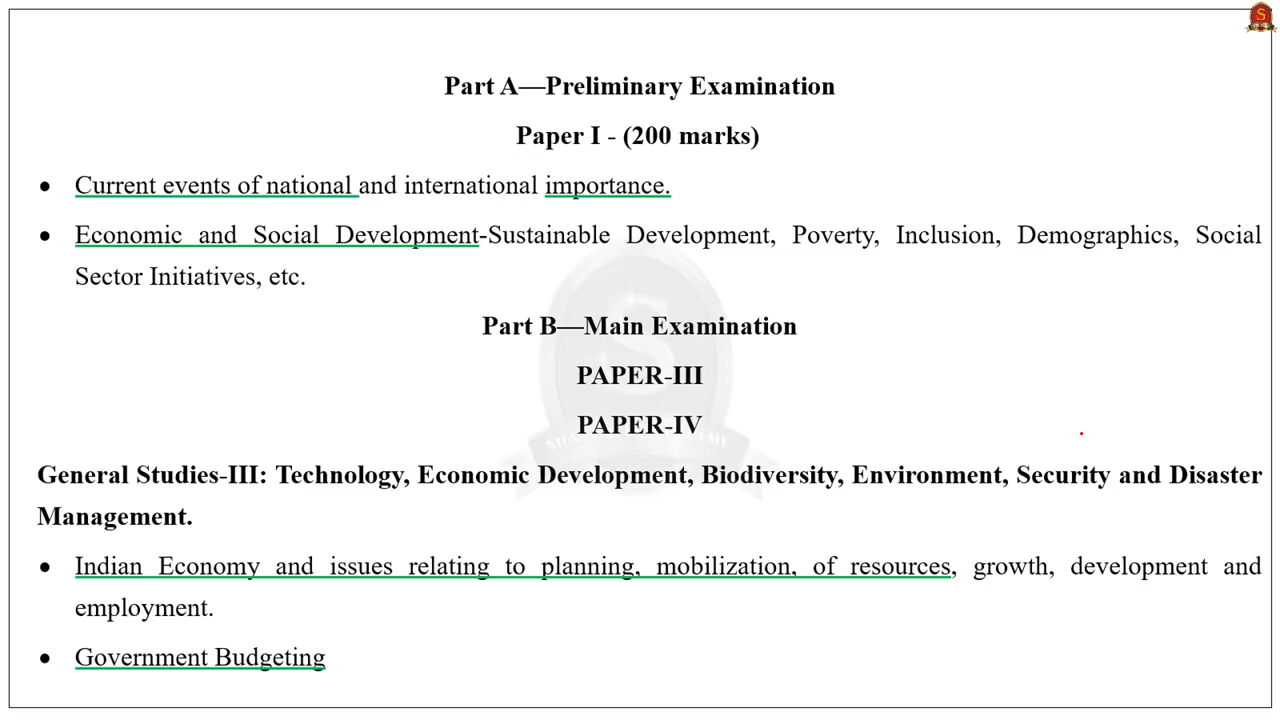 Part A—Preliminary Examination
Paper I - (200 marks)
• Current events of national and international importance.
• Economic and Social Development-Sustainable Development, Poverty, Inclusion, Demographics, Social
Sector Initiatives, etc.
Part B—Main Examination
PAPER-III
PAPER-IV
General Studies-III: Technology, Economic Development, Biodiversity, Environment, Security and Disaster
Management.
• Indian Economy and issues relating to planning, mobilization, of resources, growth, development and
employment.
• Government Budgeting